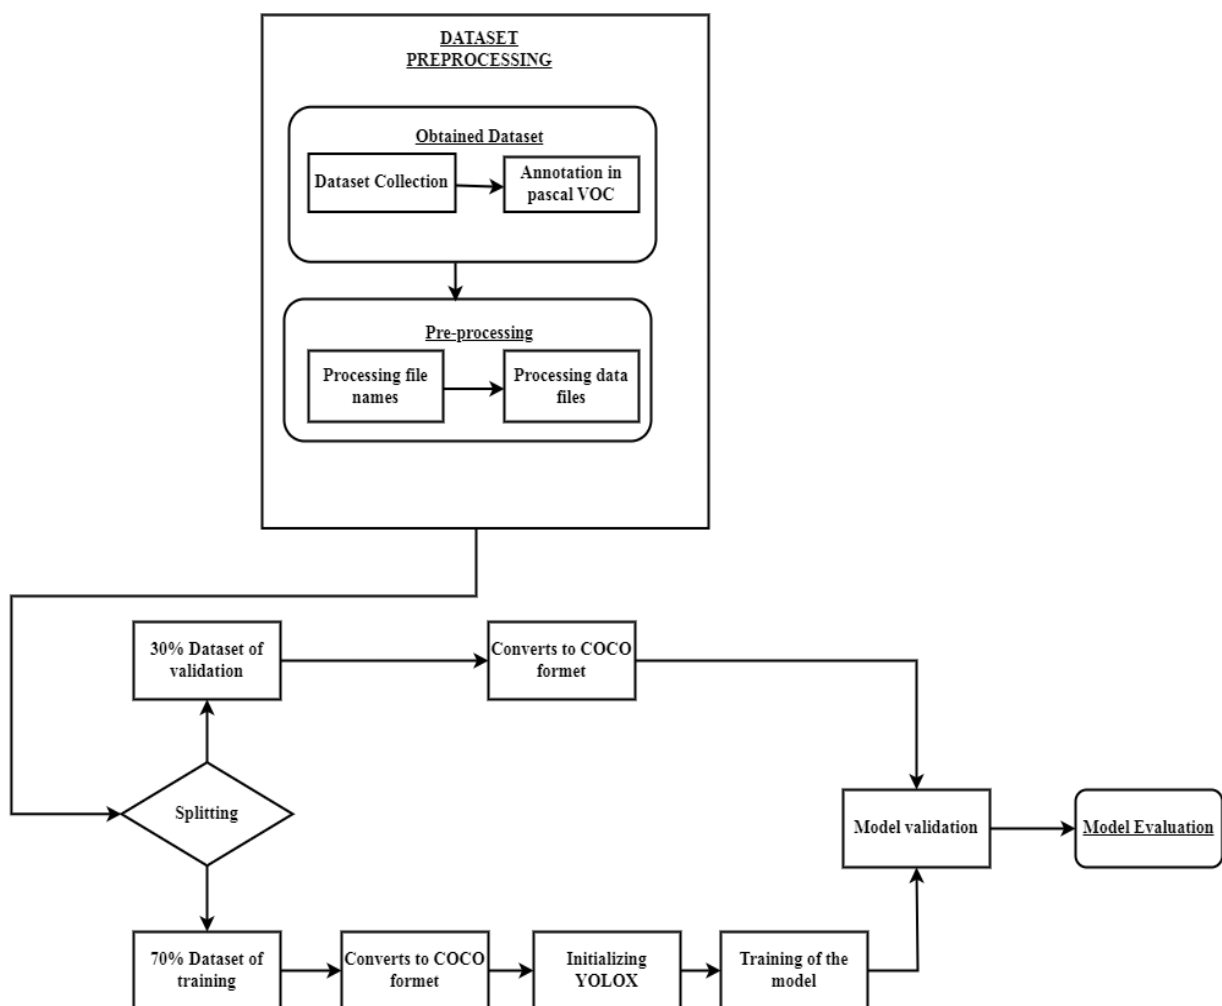 DATASET
PREPROCESSING
Obtained Dataset
Dataset Collection
Annotation in
pascal VOC
Pre-processing
Processing file
names
Processing data
files
30% Dataset of
validation
Converts to COCO
formet
Splitting
Model validation
Model Evaluation
70% Dataset of
training
Converts to COCO
formet
Initializing
YOLOX
Training of the
model